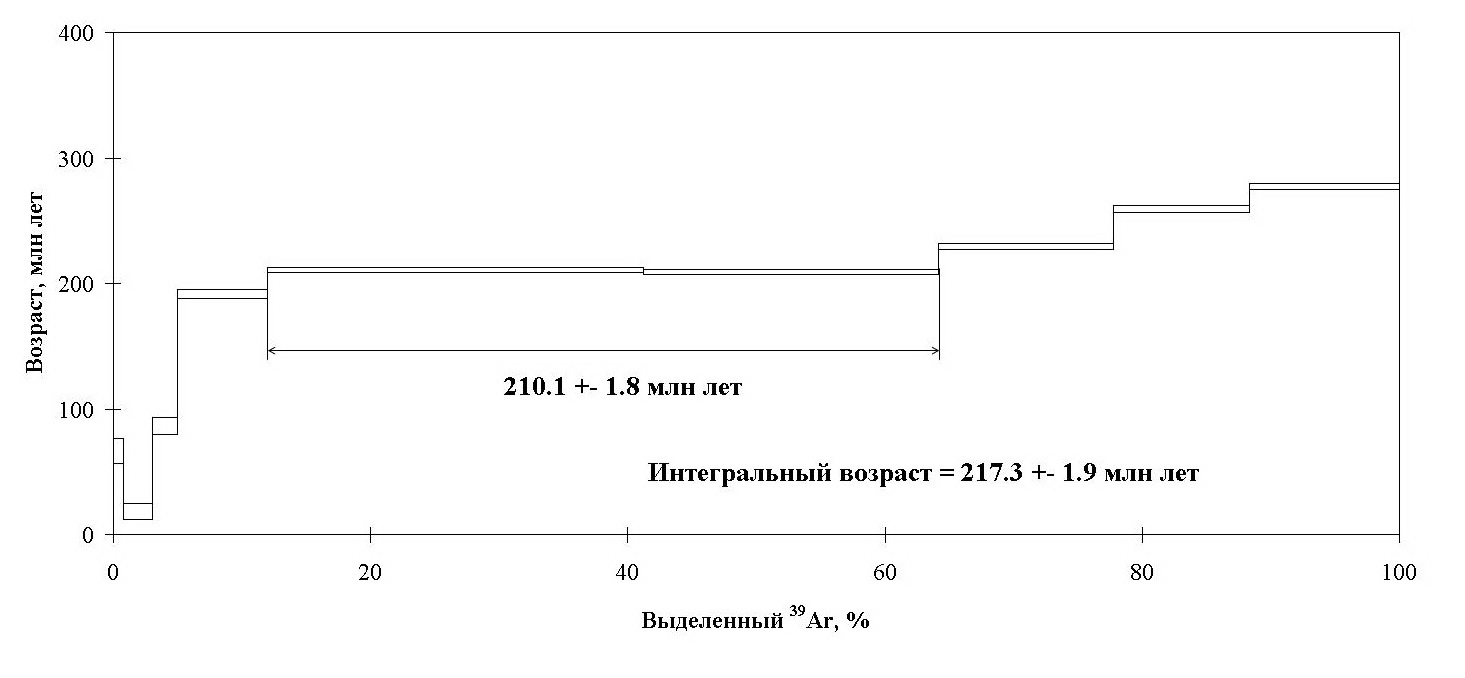 400
300
200
100
0
Возраст, млн лет
210.1 +- 1.8 млн лет
Интегральный возраст = 217.3 +- 1.9 млн лет
0 20 40 60 80 100
Выделенный ³⁹Ar, %